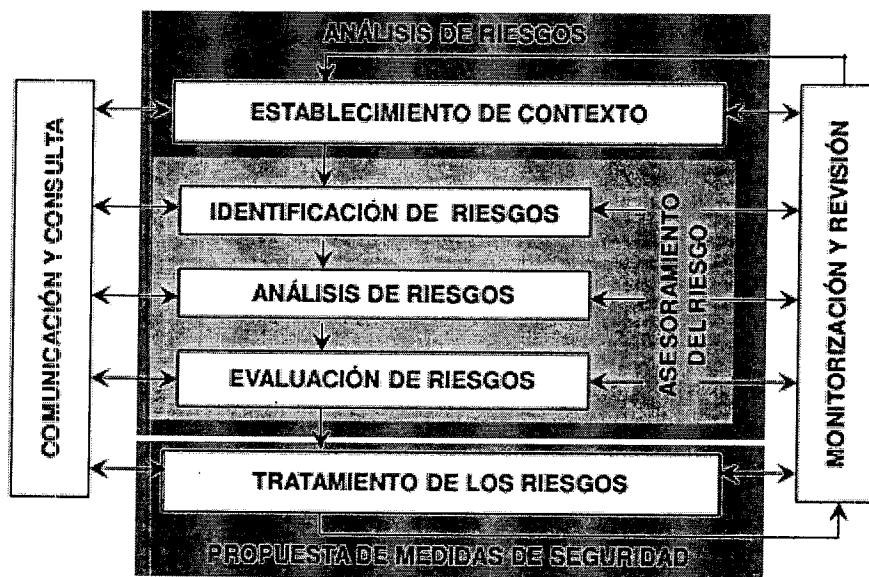 ANÁLISIS DE RIESGOS
ESTABLECIMIENTO DE CONTEXTO
COMUNICACIÓN Y CONSULTA
IDENTIFICACIÓN DE RIESGOS
ANÁLISIS DE RIESGOS
EVALUACIÓN DE RIESGOS
ASESORAMIENTO
DEL RIESGO
MONITORIZACIÓN Y REVISIÓN
TRATAMIENTO DE LOS RIESGOS
PROPUESTA DE MEDIDAS DE SEGURIDAD